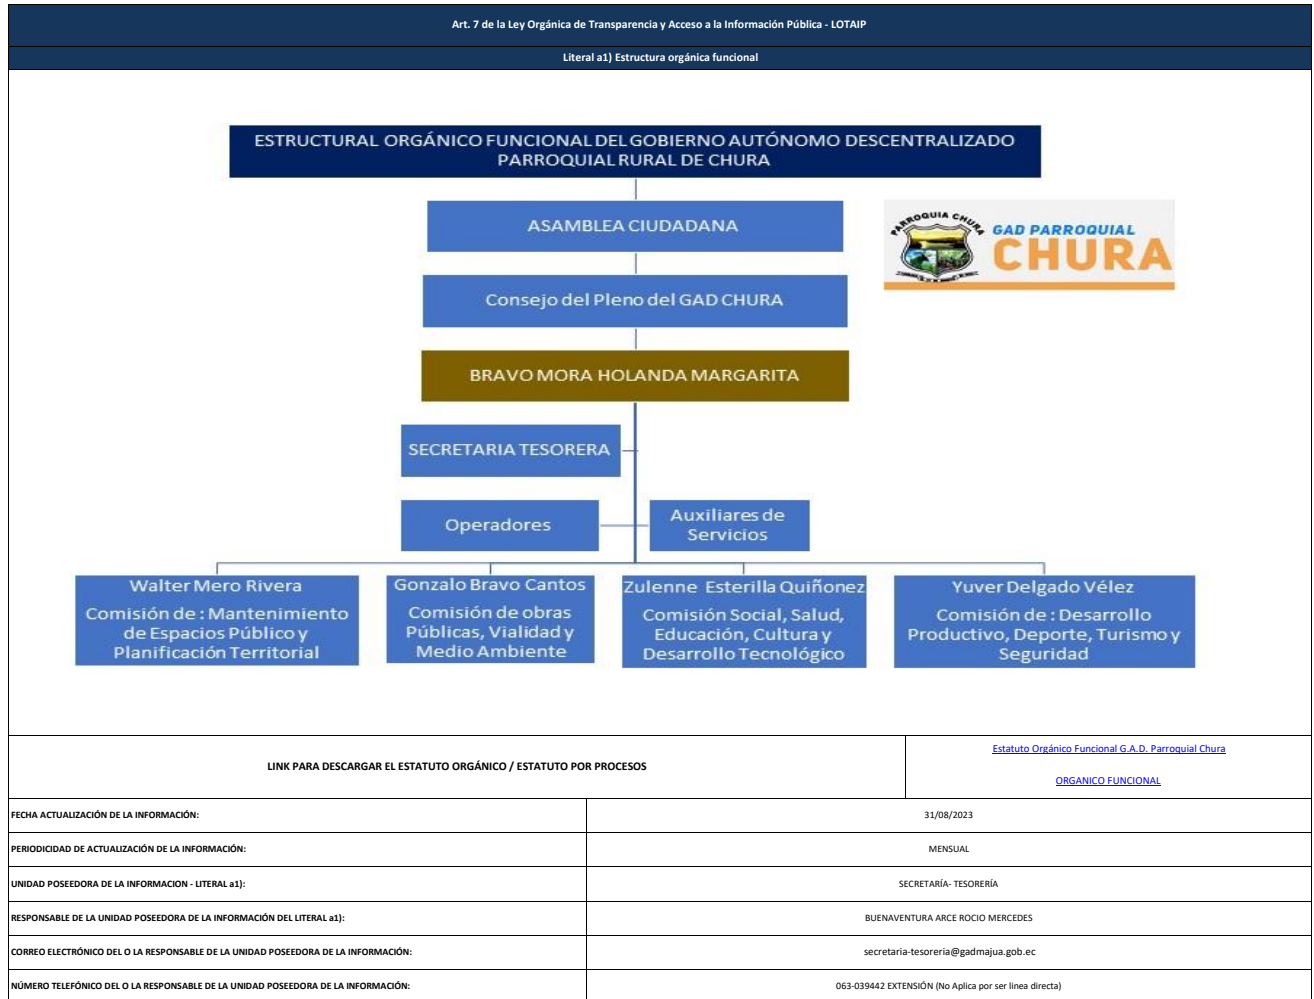 Art. 7 de la Ley Orgánica de Transparencia y Acceso a la Información Pública - LOTAIP
Literal a1) Estructura orgánica funcional
ESTRUCTURAL ORGÁNICO FUNCIONAL DEL GOBIERNO AUTÓNOMO DESCENTRALIZADO
PARROQUIAL RURAL DE CHURA
ASAMBLEA CIUDADANA
PARROQUIA CHURA
GAD PARROQUIAL
CHURA
Consejo del Pleno del GAD CHURA
BRAVO MORA HOLANDA MARGARITA
SECRETARIA TESORERA
Operadores
Auxiliares de
Servicios
Walter Mero Rivera
Comisión de : Mantenimiento
de Espacios Público y
Planificación Territorial
Gonzalo Bravo Cantos
Comisión de obras
Públicas, Vialidad y
Medio Ambiente
Zulenne Esterilla Quiñonez
Comisión Social, Salud,
Educación, Cultura y
Desarrollo Tecnológico
Yuver Delgado Vélez
Comisión de : Desarrollo
Productivo, Deporte, Turismo y
Seguridad
LINK PARA DESCARGAR EL ESTATUTO ORGÁNICO / ESTATUTO POR PROCESOS
Estatuto Orgánico Funcional G.A.D. Parroquial Chura
ORGANICO FUNCIONAL
FECHA ACTUALIZACIÓN DE LA INFORMACIÓN:
31/08/2023
PERIODICIDAD DE ACTUALIZACIÓN DE LA INFORMACIÓN:
MENSUAL
UNIDAD POSEEDORA DE LA INFORMACION - LITERAL a1):
SECRETARÍA- TESORERÍA
RESPONSABLE DE LA UNIDAD POSEEDORA DE LA INFORMACIÓN DEL LITERAL a1):
BUENAVENTURA ARCE ROCIO MERCEDES
CORREO ELECTRÓNICO DEL O LA RESPONSABLE DE LA UNIDAD POSEEDORA DE LA INFORMACIÓN:
secretaria-tesoreria@gadmajua.gob.ec
NÚMERO TELEFÓNICO DEL O LA RESPONSABLE DE LA UNIDAD POSEEDORA DE LA INFORMACIÓN:
063-039442 EXTENSIÓN (No Aplica por ser linea directa)